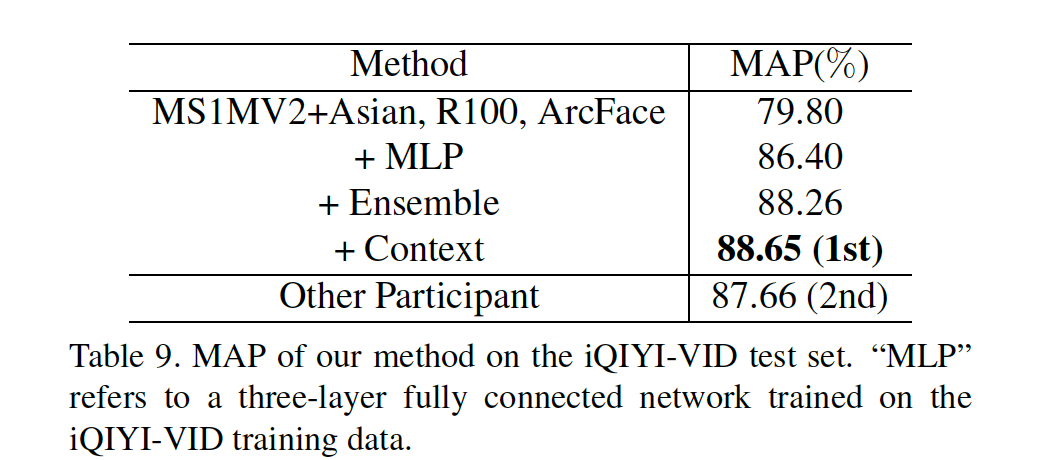 Method MAP(%)
MS1MV2+Asian, R100, ArcFace 79.80
+ MLP 86.40
+ Ensemble 88.26
+ Context 88.65 (1st)
Other Participant 87.66 (2nd)
Table 9. MAP of our method on the iQIYI-VID test set. “MLP”
refers to a three-layer fully connected network trained on the
iQIYI-VID training data.